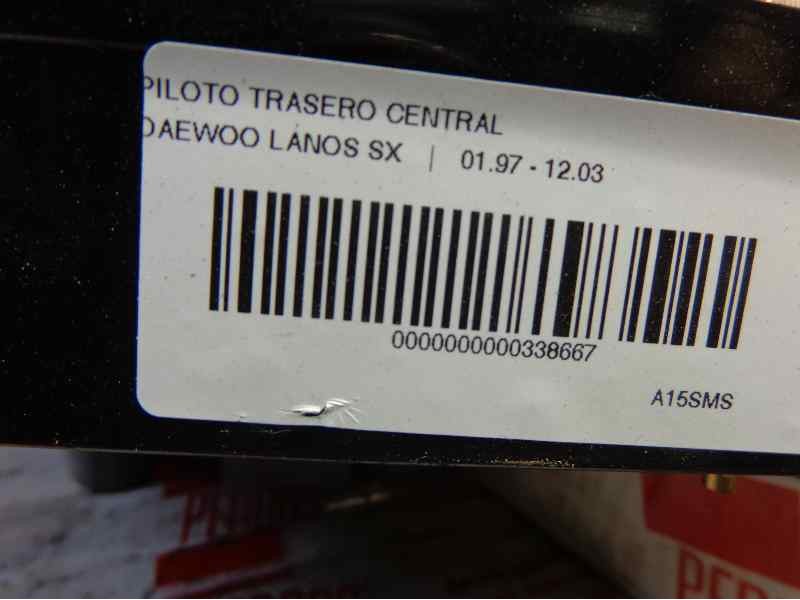 PILOTO TRASERO CENTRAL
DAEWOO LANOS SX | 01.97 - 12.03
0000000000338667
A15SMS